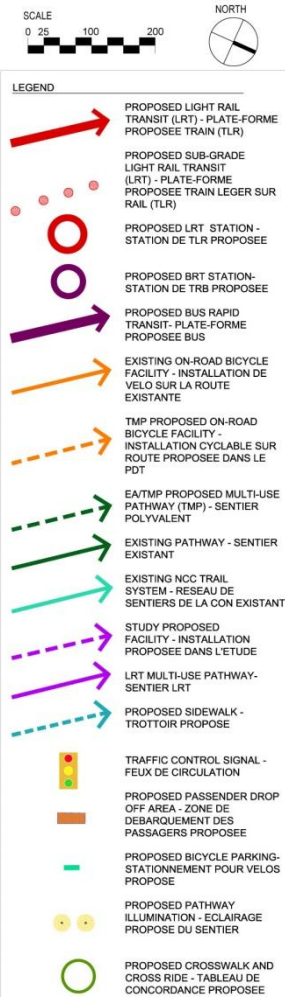 SCALE
NORTH
0 25 100 200
LEGEND
PROPOSED LIGHT RAIL
TRANSIT (LRT) - PLATE-FORME
PROPOSEE TRAIN (TLR)
PROPOSED SUB-GRADE
LIGHT RAIL TRANSIT
(LRT) - PLATE-FORME
PROPOSEE TRAIN LEGER SUR
RAIL (TLR)
PROPOSED LRT STATION -
STATION DE TLR PROPOSEE
PROPOSED BRT STATION-
STATION DE TRB PROPOSEE
PROPOSED BUS RAPID
TRANSIT- PLATE-FORME
PROPOSEE BUS
EXISTING ON-ROAD BICYCLE
FACILITY - INSTALLATION DE
VELO SUR LA ROUTE
EXISTANTE
TMP PROPOSED ON-ROAD
BICYCLE FACILITY -
INSTALLATION CYCLABLE SUR
ROUTE PROPOSEE DANS LE
PDT
EA/TMP PROPOSED MULTI-USE
PATHWAY (TMP) - SENTIER
POLYVALENT
EXISTING PATHWAY - SENTIER
EXISTANT
EXISTING NCC TRAIL
SYSTEM - RESEAU DE
SENTIERS DE LA CON EXISTANT
STUDY PROPOSED
FACILITY - INSTALLATION
PROPOSEE DANS L'ETUDE
LRT MULTI-USE PATHWAY-
SENTIER LRT
PROPOSED SIDEWALK -
TROTTOIR PROPOSE
TRAFFIC CONTROL SIGNAL -
FEUX DE CIRCULATION
PROPOSED PASSENDER DROP
OFF AREA - ZONE DE
DEBARQUEMENT DES
PASSAGERS PROPOSEE
PROPOSED BICYCLE PARKING-
STATIONNEMENT POUR VELOS
PROPOSE
PROPOSED PATHWAY
ILLUMINATION - ECLAIRAGE
PROPOSE DU SENTIER
PROPOSED CROSSWALK AND
CROSS RIDE - TABLEAU DE
CONCORDANCE PROPOSEE